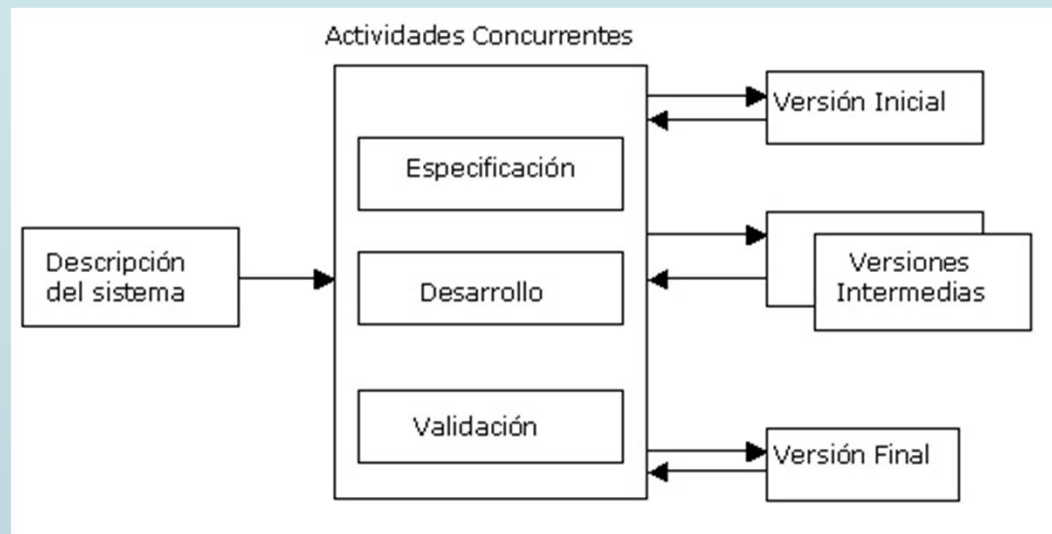 Actividades Concurrentes
Descripción
del sistema
Especificación
Desarrollo
Validación
Versión Inicial
Versiones
Intermedias
Versión Final